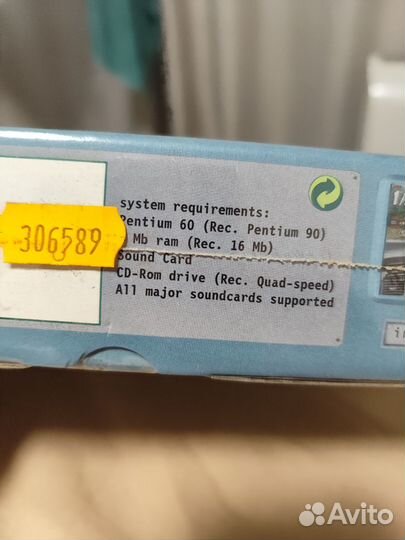 system requirements:
Pentium 60 (Rec. Pentium 90)
Mb ram (Rec. 16 Mb)
Sound Card
CD-Rom drive (Rec. Quad-speed)
All major soundcards supported
306589
Avito